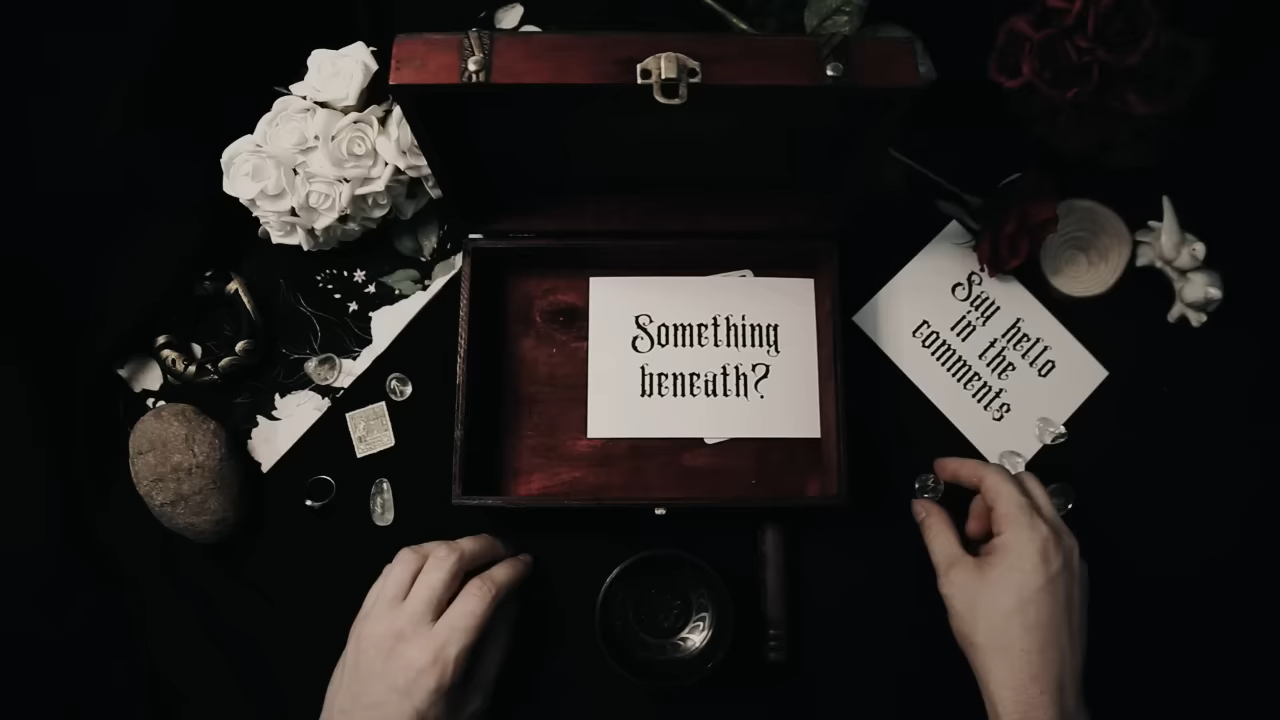 Something
beneath?
Say hello
in the
comments